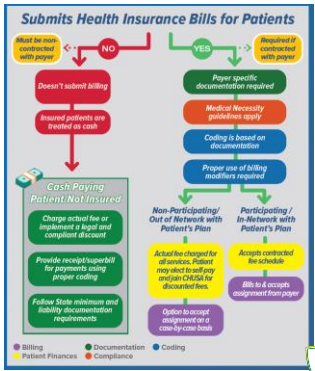 Submits Health Insurance Bills for Patients
Must be non-
contracted
with payer
NO
YES
Required if
contracted
with payer
Doesn't submit billing
Insured patients are
treated as cash
Payer specific
documentation required
Medical Necessity
guidelines apply
Coding is based on
documentation
Proper use of billing
modifiers required
Cash Paying
Patient Not Insured
Charge actual fee or
implement a legal and
compliant discount
Provide receipt/superbill
for payments using
proper coding
Follow State minimum and
liability documentation
requirements
Non-Participating/
Out of Network with
Patient's Plan
Actual fee charged for
all services. Patient
may elect to self-pay
and join CHUSA for
discounted fees.
Option to accept
assignment on a
case-by-case basis
Participating /
In-Network with
Patient's Plan
Accepts contracted
fee schedule
Bills to & accepts
assignment from payer
Billing
Documentation
Coding
Patient Finances
Compliance